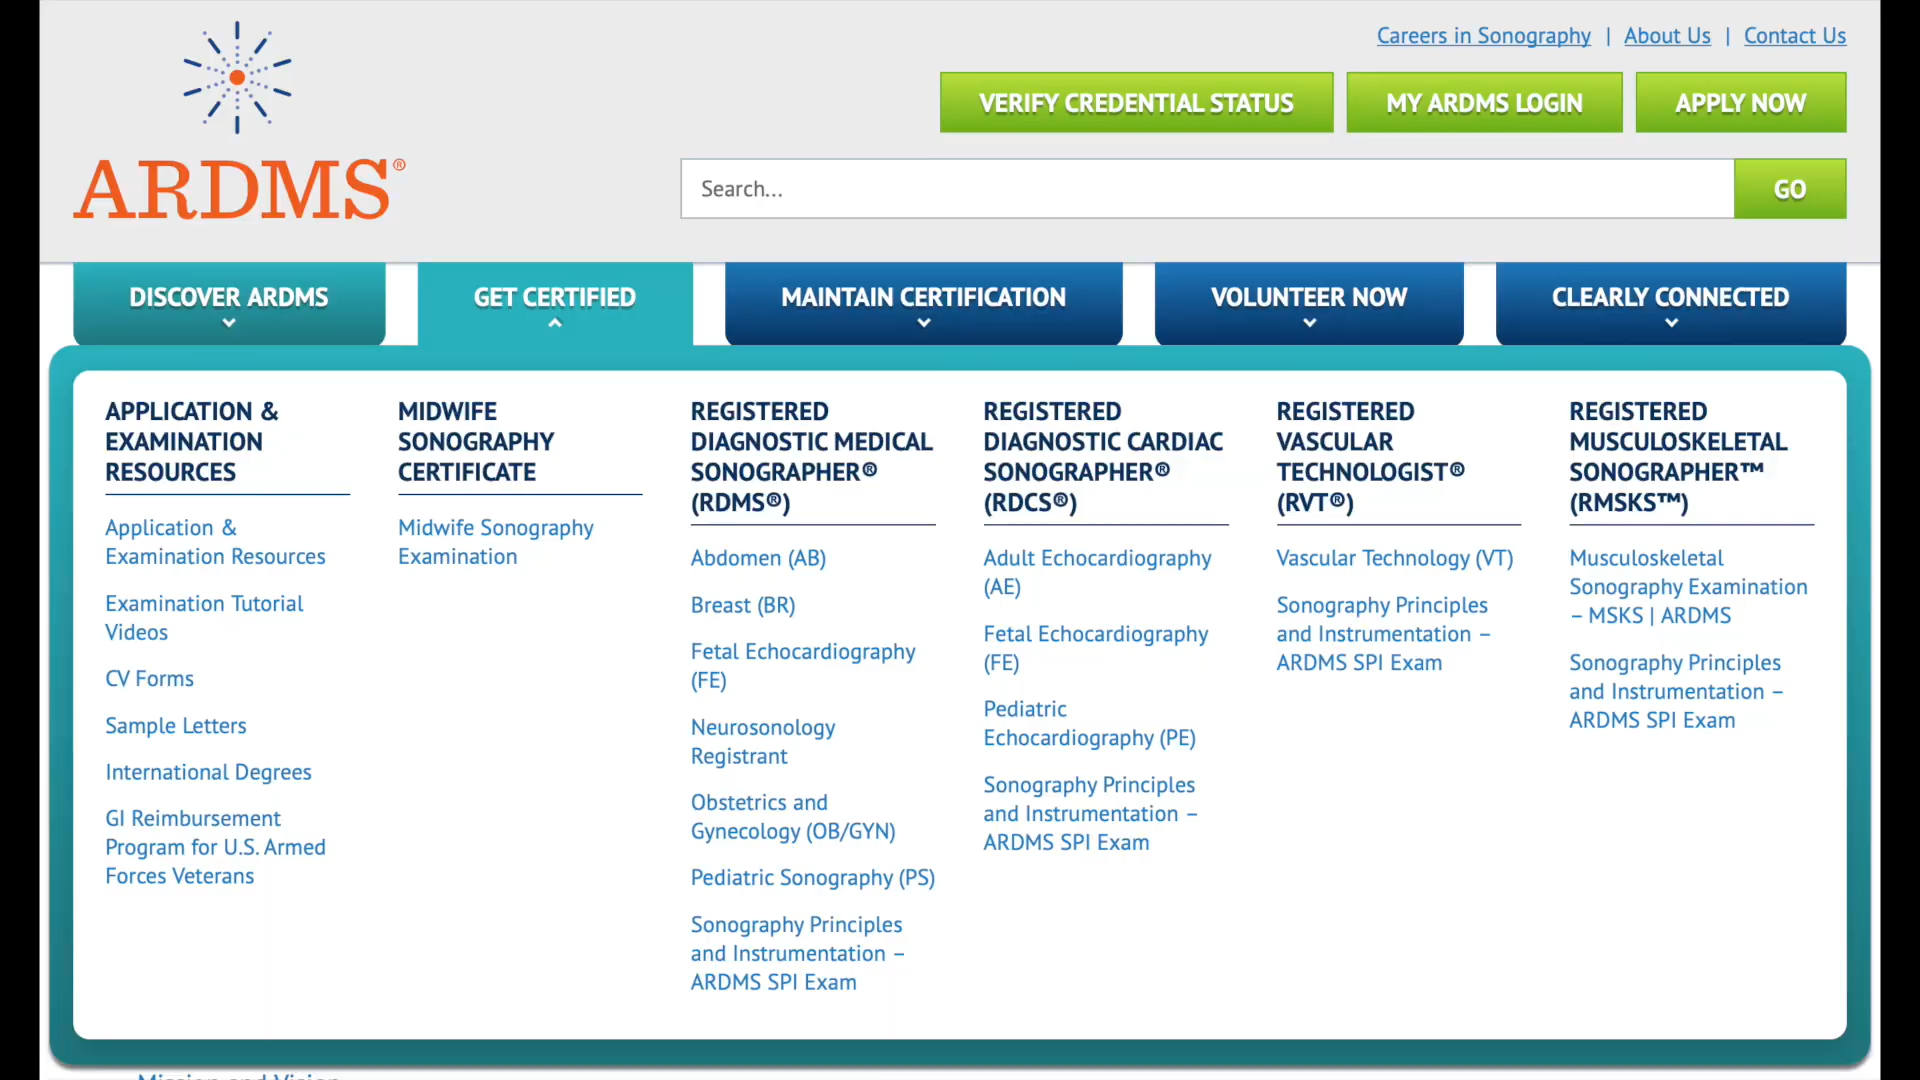 Careers in Sonography | About Us | Contact Us
VERIFY CREDENTIAL STATUS
MY ARDMS LOGIN
APPLY NOW
ARDMS®
Search...
GO
DISCOVER ARDMS
GET CERTIFIED
MAINTAIN CERTIFICATION
VOLUNTEER NOW
CLEARLY CONNECTED
APPLICATION &
EXAMINATION
RESOURCES
Application &
Examination Resources
Examination Tutorial
Videos
CV Forms
Sample Letters
International Degrees
GI Reimbursement
Program for U.S. Armed
Forces Veterans
MIDWIFE
SONOGRAPHY
CERTIFICATE
Midwife Sonography
Examination
REGISTERED
DIAGNOSTIC MEDICAL
SONOGRAPHER®
(RDMS®)
Abdomen (AB)
Breast (BR)
Fetal Echocardiography
(FE)
Neurosonology
Registrant
Obstetrics and
Gynecology (OB/GYN)
Pediatric Sonography (PS)
Sonography Principles
and Instrumentation –
ARDMS SPI Exam
REGISTERED
DIAGNOSTIC CARDIAC
SONOGRAPHER®
(RDCS®)
Adult Echocardiography
(AE)
Fetal Echocardiography
(FE)
Pediatric
Echocardiography (PE)
Sonography Principles
and Instrumentation –
ARDMS SPI Exam
REGISTERED
VASCULAR
TECHNOLOGIST®
(RVT®)
Vascular Technology (VT)
Sonography Principles
and Instrumentation –
ARDMS SPI Exam
REGISTERED
MUSCULOSKELETAL
SONOGRAPHER™
(RMSKS™)
Musculoskeletal
Sonography Examination
– MSKS | ARDMS
Sonography Principles
and Instrumentation –
ARDMS SPI Exam
Mission and Vision